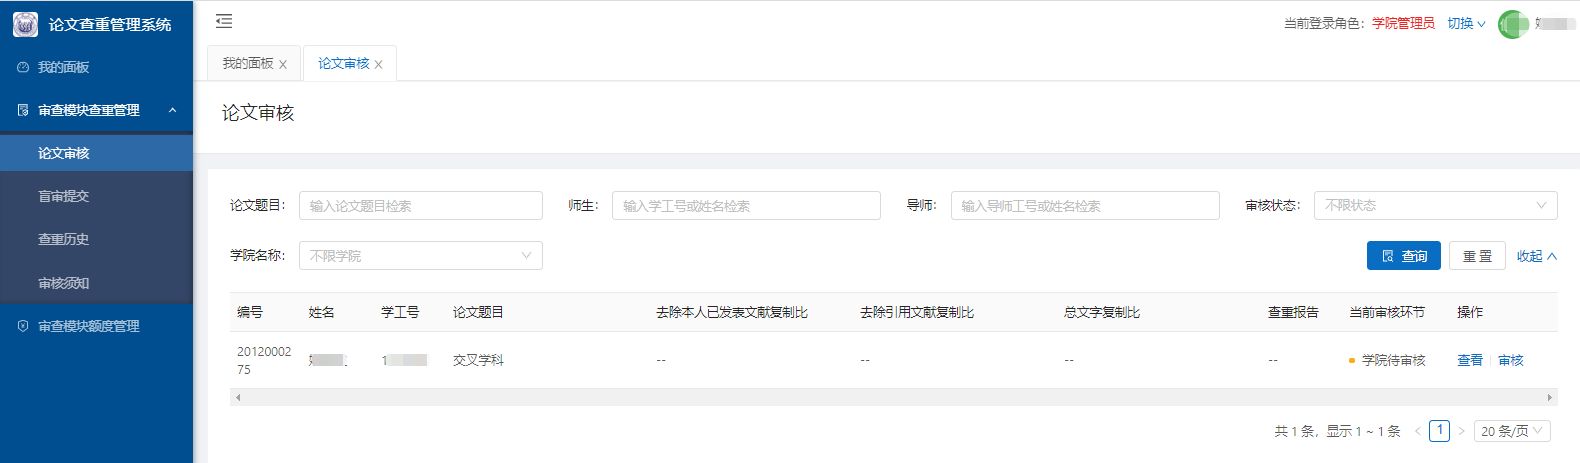 论文查重管理系统
当前登录角色：学院管理员 切换
我的面板
我的面板 论文审核
审查模块查重管理
论文审核
论文审核
盲审提交
查重历史
审核须知
审查模块额度管理
论文题目： 输入论文题目检索 师生： 输入学工号或姓名检索 导师： 输入导师工号或姓名检索 审核状态： 不限状态
学院名称： 不限学院 查询 重置 收起
编号 姓名 学工号 论文题目 去除本人已发表文献复制比 去除引用文献复制比 总文字复制比 查重报告 当前审核环节 操作
20120002
75 1 交叉学科 -- -- -- -- 学院待审核 查看 审核
共 1 条，显示 1 ~ 1 条 < 1 > 20 条/页